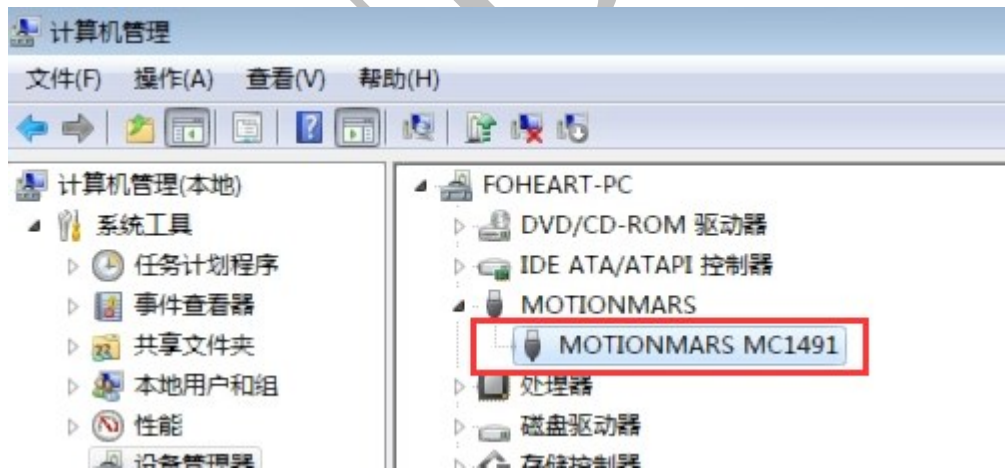 计算机管理
文件(F) 操作(A) 查看(V) 帮助(H)
计算机管理(本地)
系统工具
任务计划程序
事件查看器
共享文件夹
本地用户和组
性能
设备管理器
FOHEART-PC
DVD/CD-ROM 驱动器
IDE ATA/ATAPI 控制器
MOTIONMARS
MOTIONMARS MC1491
处理器
磁盘驱动器
存储控制器